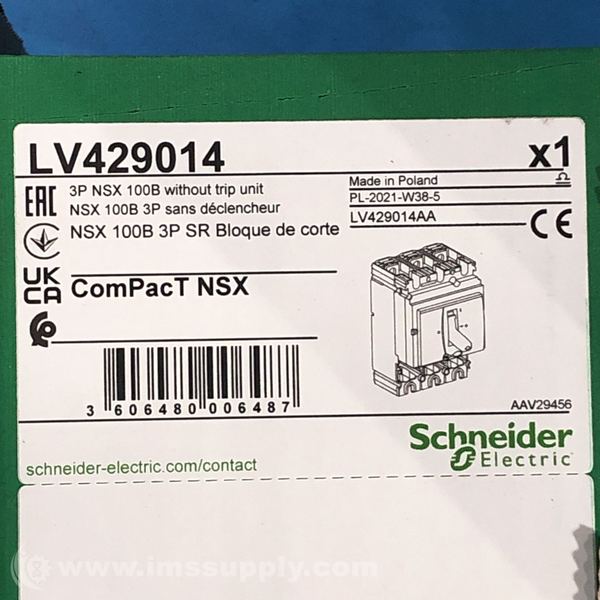 LV429014
x1
EAC
3P NSX 100B without trip unit
NSX 100B 3P sans déclencheur
NSX 100B 3P SR Bloque de corte
Made in Poland
PL-2021-W38-5
LV429014AA
CE
UK
CA
ComPacT NSX
3 606480 006487
AAV29456
Schneider
Electric
schneider-electric.com/contact
www.imssupply.com